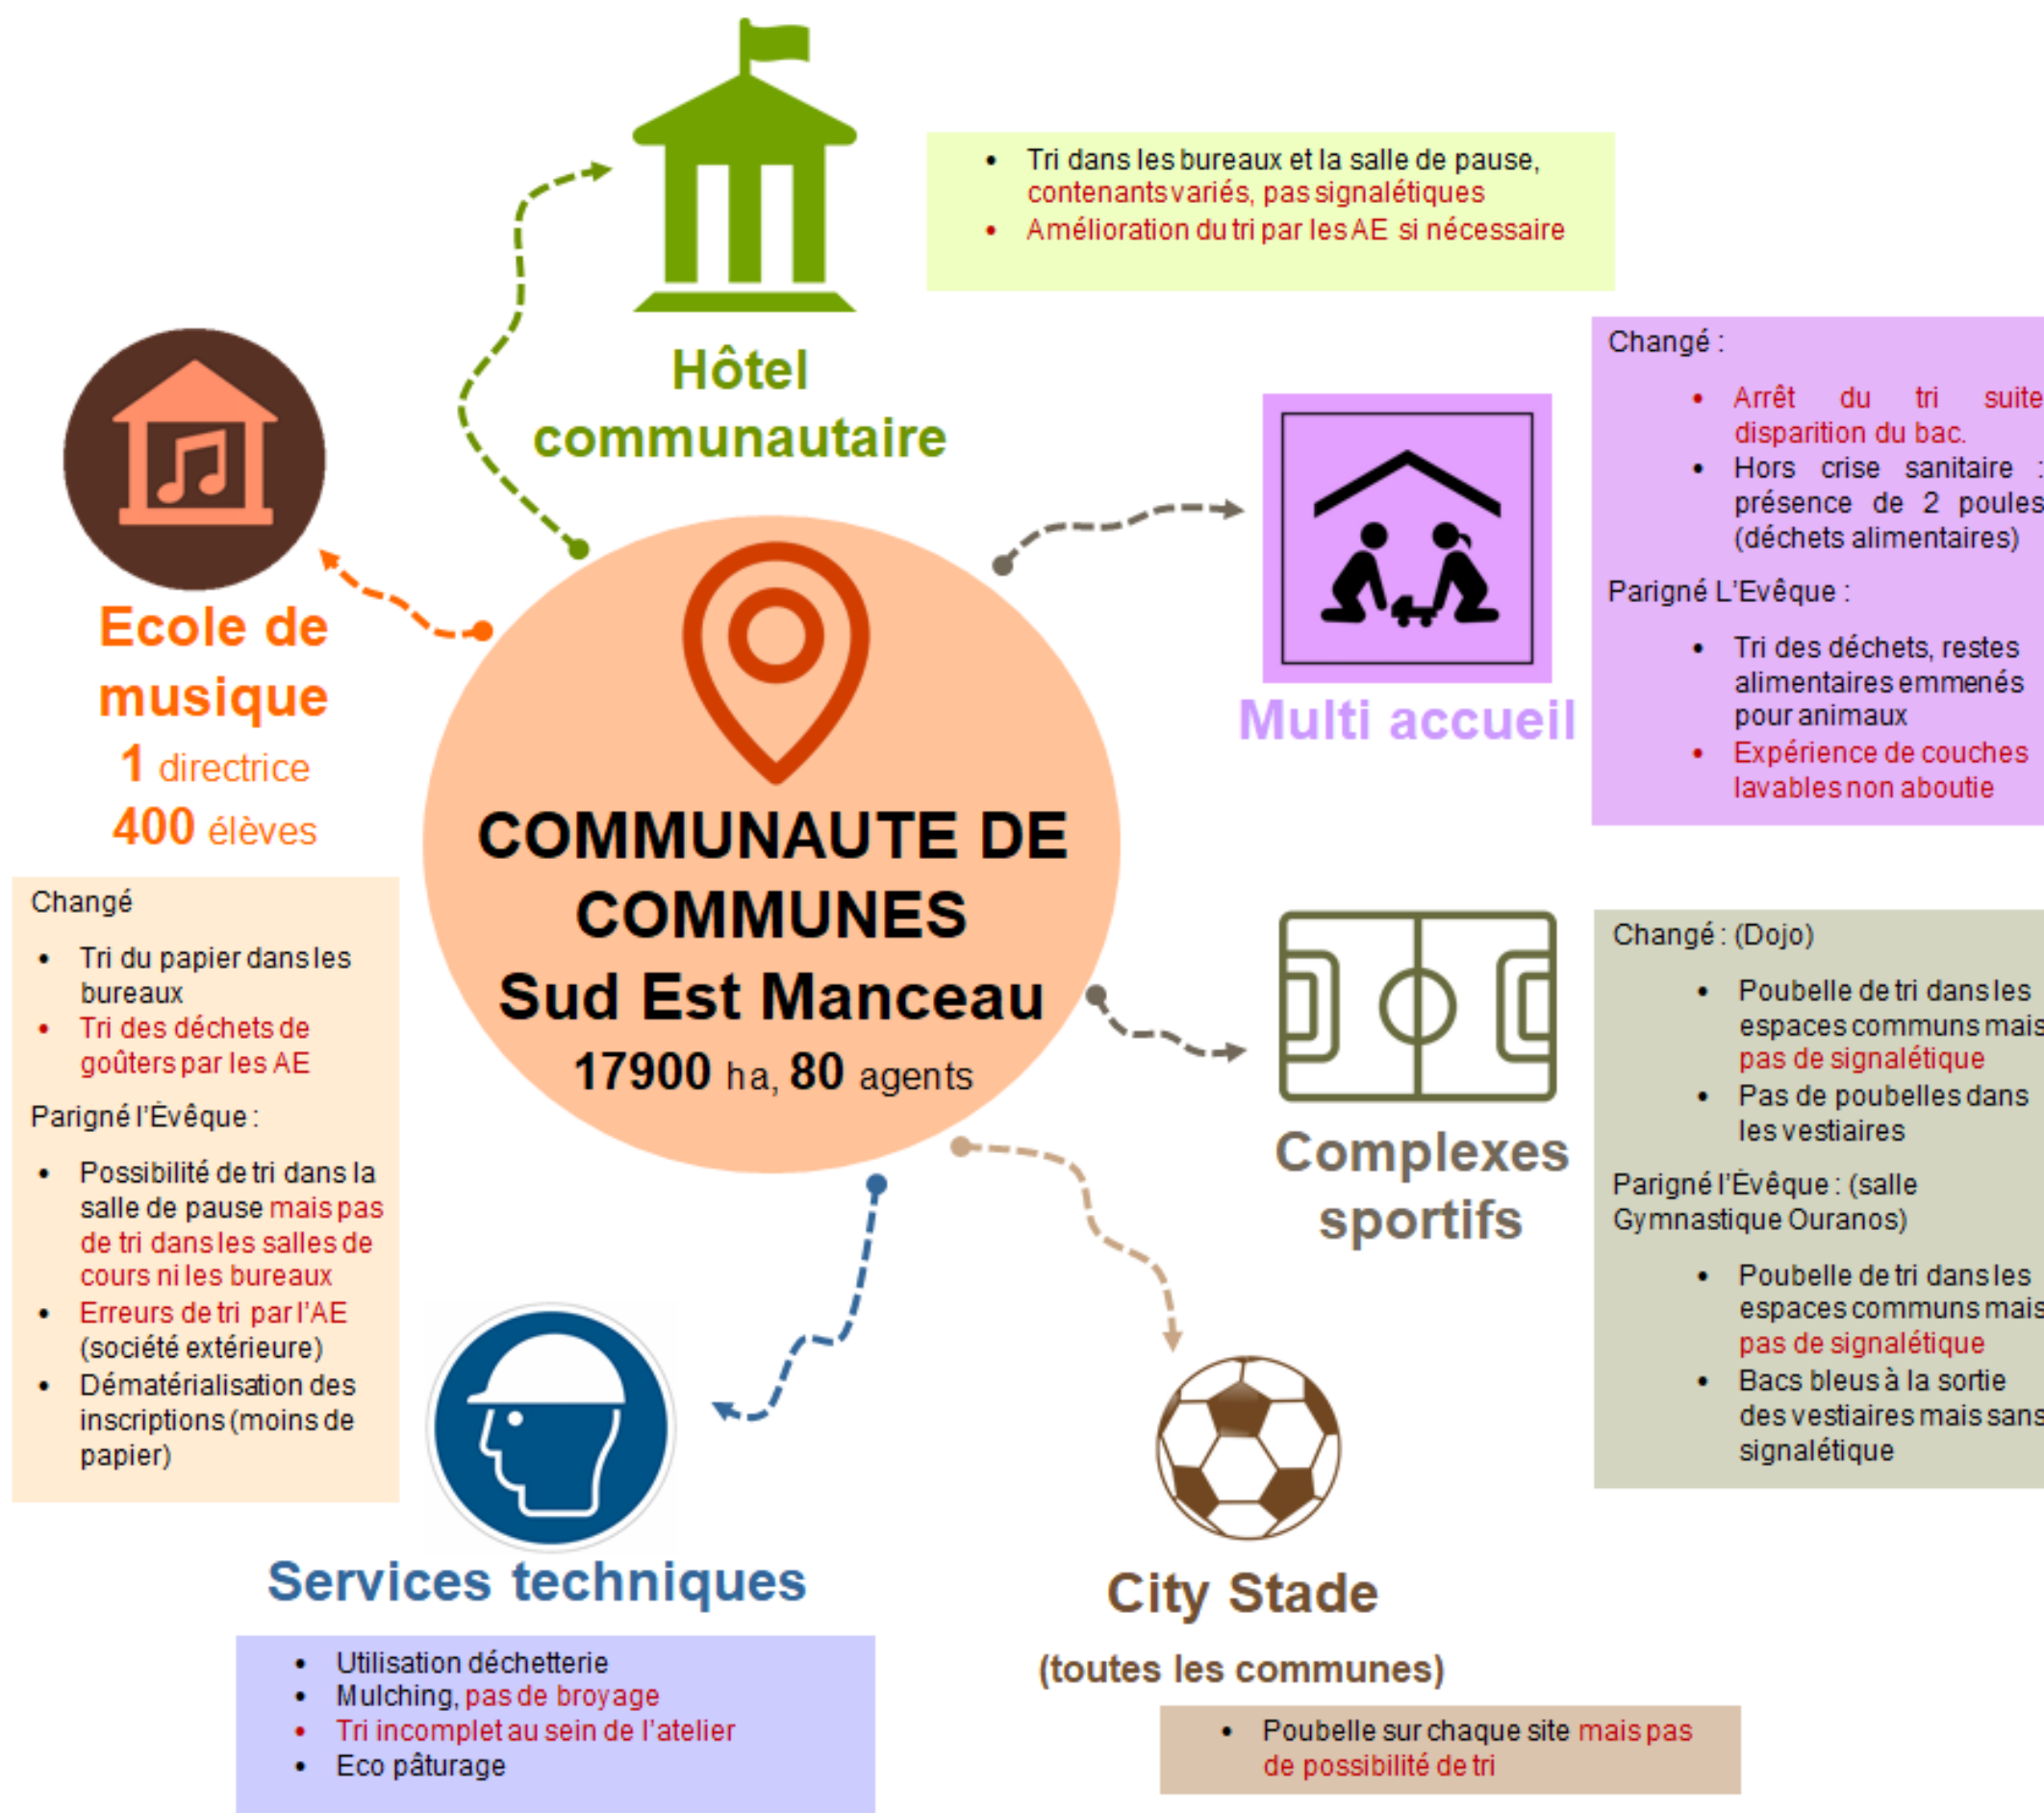 Hôtel
communautaire
• Tri dans les bureaux et la salle de pause,
contenants variés, pas signalétiques
• Amélioration du tri par les AE si nécessaire
Ecole de
musique
1 directrice
400 élèves
Changé
• Tri du papier dans les
bureaux
• Tri des déchets de
goûters par les AE
Parigné l'Évêque :
• Possibilité de tri dans la
salle de pause mais pas
de tri dans les salles de
cours ni les bureaux
• Erreurs de tri par l'AE
(société extérieure)
• Dématérialisation des
inscriptions (moins de
papier)
COMMUNAUTE DE
COMMUNES
Sud Est Manceau
17900 ha, 80 agents
Multi accueil
Changé :
• Arrêt du tri suite
disparition du bac.
• Hors crise sanitaire :
présence de 2 poules
(déchets alimentaires)
Parigné L'Evêque :
• Tri des déchets, restes
alimentaires emmenés
pour animaux
• Expérience de couches
lavables non aboutie
Complexes
sportifs
Changé : (Dojo)
• Poubelle de tri dans les
espaces communs mais
pas de signalétique
• Pas de poubelles dans
les vestiaires
Parigné l'Évêque : (salle
Gymnastique Ouranos)
• Poubelle de tri dans les
espaces communs mais
pas de signalétique
• Bacs bleus à la sortie
des vestiaires mais sans
signalétique
Services techniques
• Utilisation déchetterie
• Mulching, pas de broyage
• Tri incomplet au sein de l'atelier
• Eco pâturage
City Stade
(toutes les communes)
• Poubelle sur chaque site mais pas
de possibilité de tri